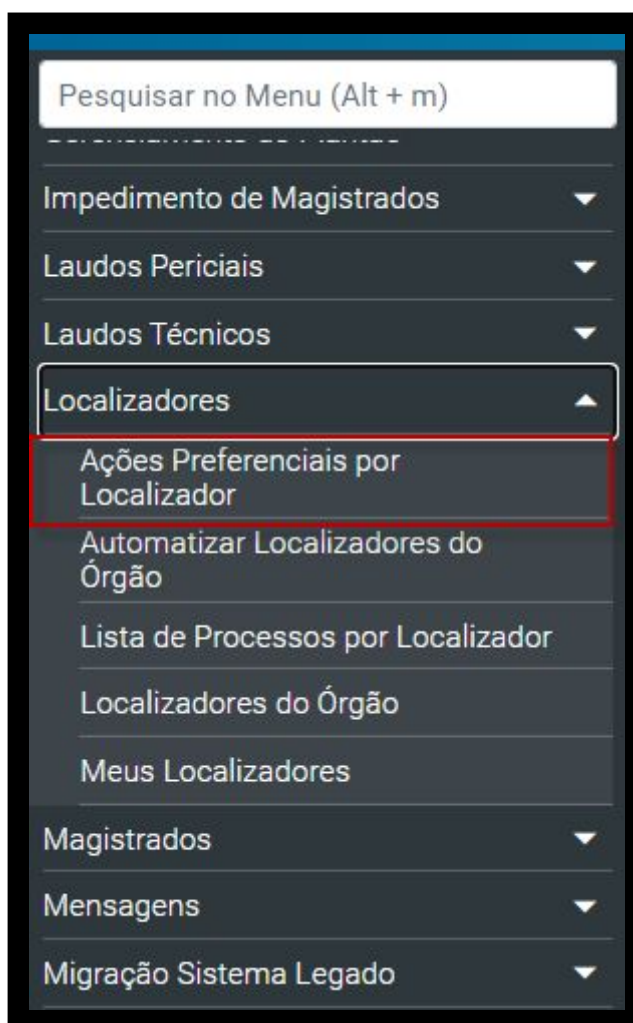 Pesquisar no Menu (Alt + m)
Impedimento de Magistrados
Laudos Periciais
Laudos Técnicos
Localizadores
Ações Preferenciais por
Localizador
Automatizar Localizadores do
Órgão
Lista de Processos por Localizador
Localizadores do Órgão
Meus Localizadores
Magistrados
Mensagens
Migração Sistema Legado